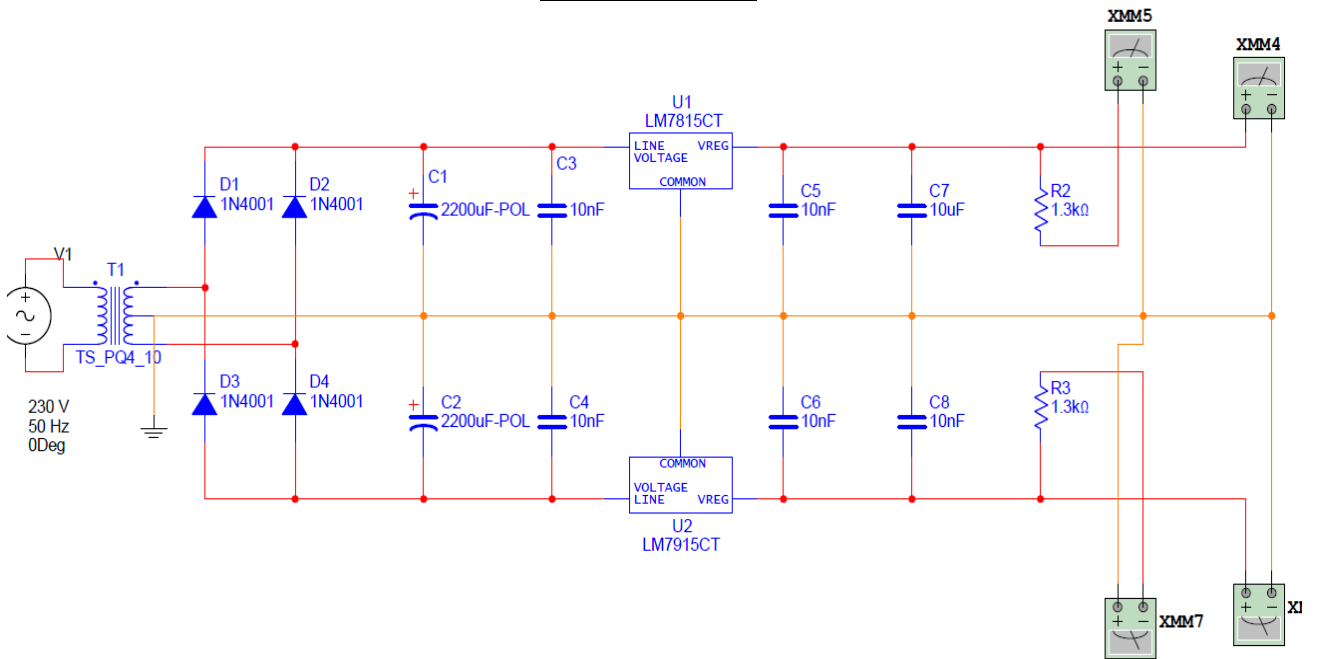 XMM5
XMM4
U1
LM7815CT
LINE VREG
VOLTAGE
COMMON
C3
10nF
C1
+
2200uF-POL
D1
1N4001
D2
1N4001
C5
10nF
C7
10uF
R2
1.3kΩ
V1
T1
TS_PQ4_10
230 V
50 Hz
0Deg
D3
1N4001
D4
1N4001
+
C2
2200uF-POL
C4
10nF
C6
10nF
C8
10nF
R3
1.3kΩ
COMMON
VOLTAGE
LINE VREG
U2
LM7915CT
XMM7